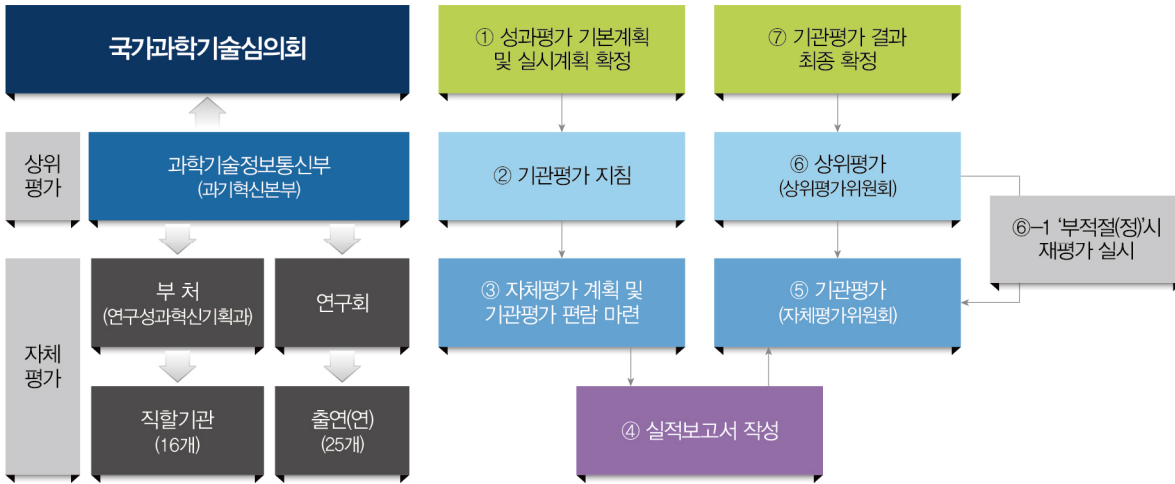 국가과학기술심의회
상위
평가
과학기술정보통신부
(과기혁신본부)
자체
평가
부 처
(연구성과혁신기획과)
연구회
직할기관
(16개)
출연(연)
(25개)
① 성과평가 기본계획
및 실시계획 확정
② 기관평가 지침
③ 자체평가 계획 및
기관평가 편람 마련
④ 실적보고서 작성
⑤ 기관평가
(자체평가위원회)
⑥ 상위평가
(상위평가위원회)
⑥-1 ‘부적절(정)’시
재평가 실시
⑦ 기관평가 결과
최종 확정